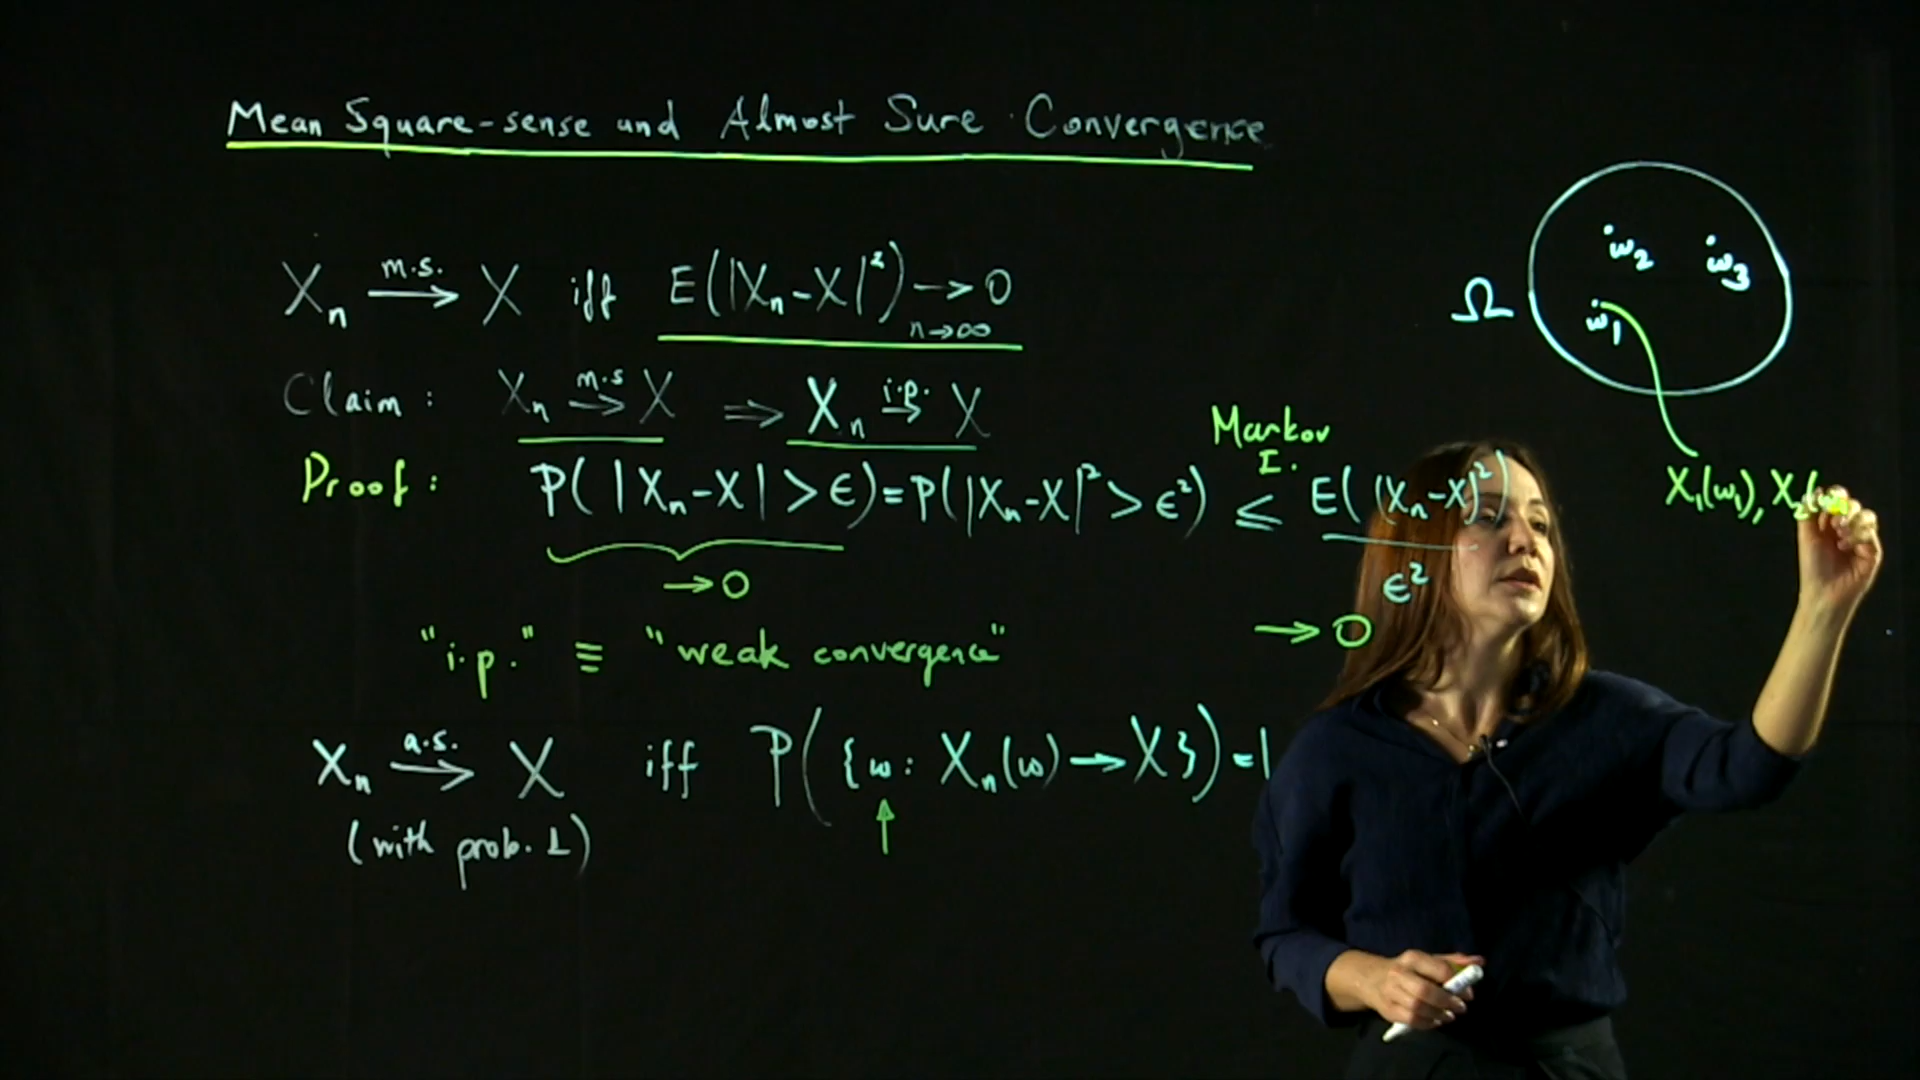 Mean Square-sense and Almost Sure Convergence
Xₙ —m.s.→ X iff E(|Xₙ-X|²) → 0
n→∞
Claim: Xₙ —m.s→ X ⇒ Xₙ —i.p.→ X
Markov
I.
Proof: P(|Xₙ-X| > ϵ) = P(|Xₙ-X|² > ϵ²) ≤ E((Xₙ-X)²)
ϵ²
→ 0
→ 0
"i.p." ≡ "weak convergence"
Xₙ —a.s.→ X iff P({ω: Xₙ(ω) → X}) = 1
(with prob. 1)
Ω
ω₂ ω₃
ω₁
X₁(ω₁), X₂(